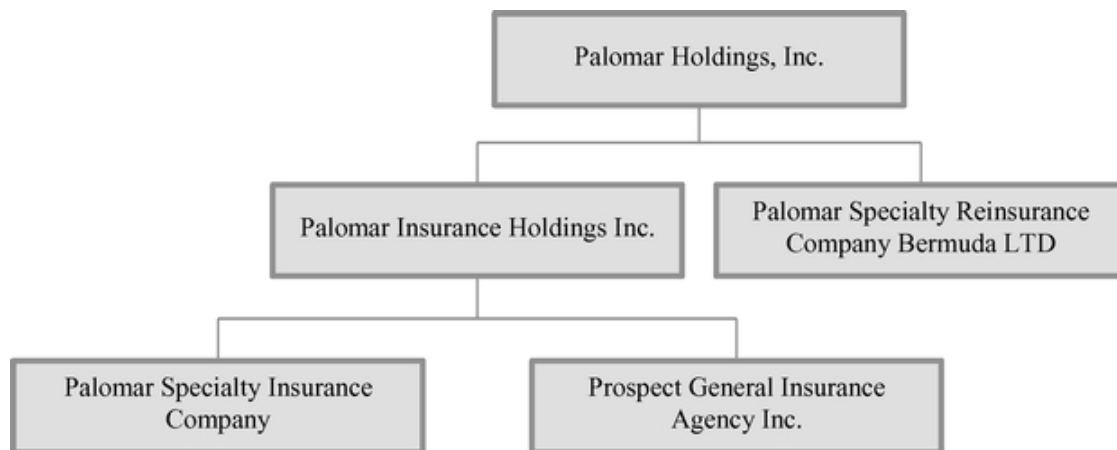 Palomar Holdings, Inc.
Palomar Insurance Holdings Inc.
Palomar Specialty Reinsurance
Company Bermuda LTD
Palomar Specialty Insurance
Company
Prospect General Insurance
Agency Inc.